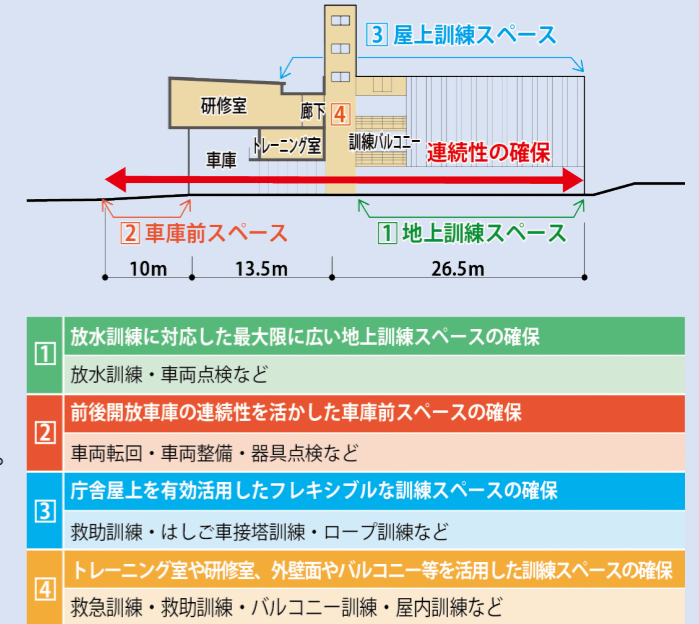 3 屋上訓練スペース
研修室
廊下
4
トレーニング室
訓練バルコニー
車庫
連続性の確保
2 車庫前スペース
1 地上訓練スペース
10m
13.5m
26.5m
1
放水訓練に対応した最大限に広い地上訓練スペースの確保
放水訓練・車両点検など
2
前後開放車庫の連続性を活かした車庫前スペースの確保
車両転回・車両整備・器具点検など
。
3
庁舎屋上を有効活用したフレキシブルな訓練スペースの確保
救助訓練・はしご車接塔訓練・ロープ訓練など
4
トレーニング室や研修室、外壁面やバルコニー等を活用した訓練スペースの確保
救急訓練・救助訓練・バルコニー訓練・屋内訓練など